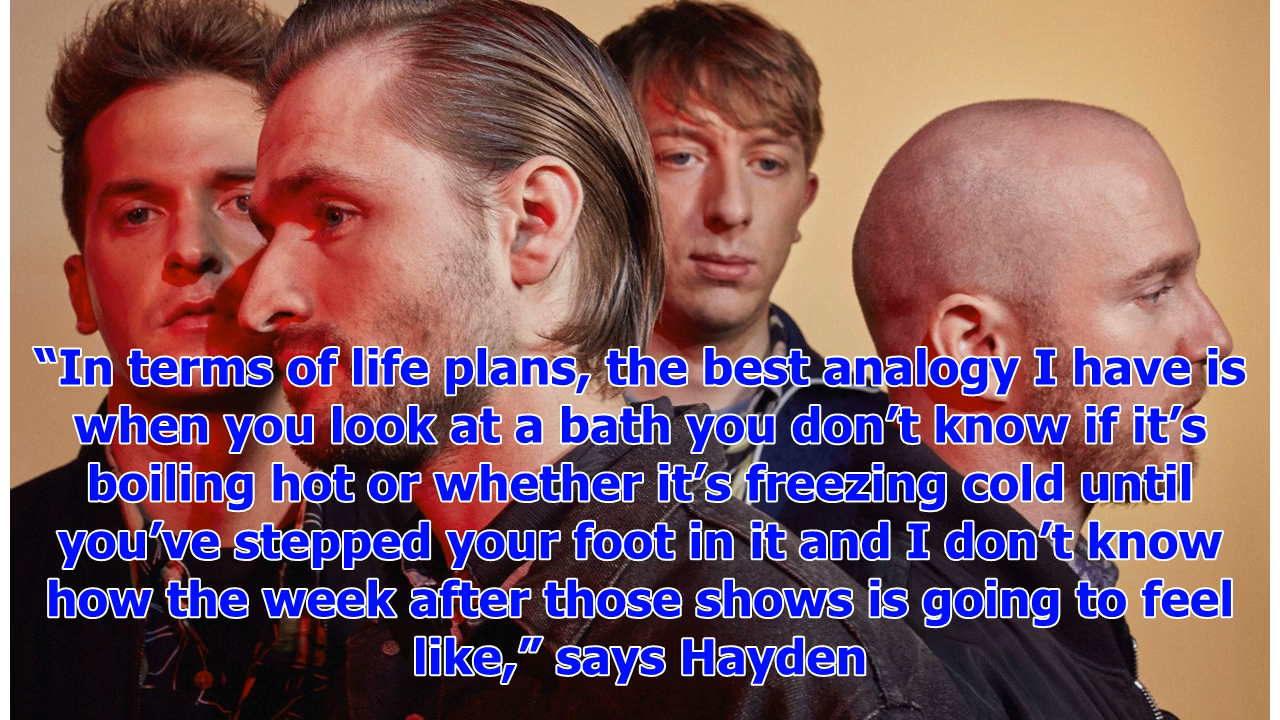 “In terms of life plans, the best analogy I have is
when you look at a bath you don’t know if it’s
boiling hot or whether it’s freezing cold until
you’ve stepped your foot in it and I don’t know
how the week after those shows is going to feel
like,” says Hayden